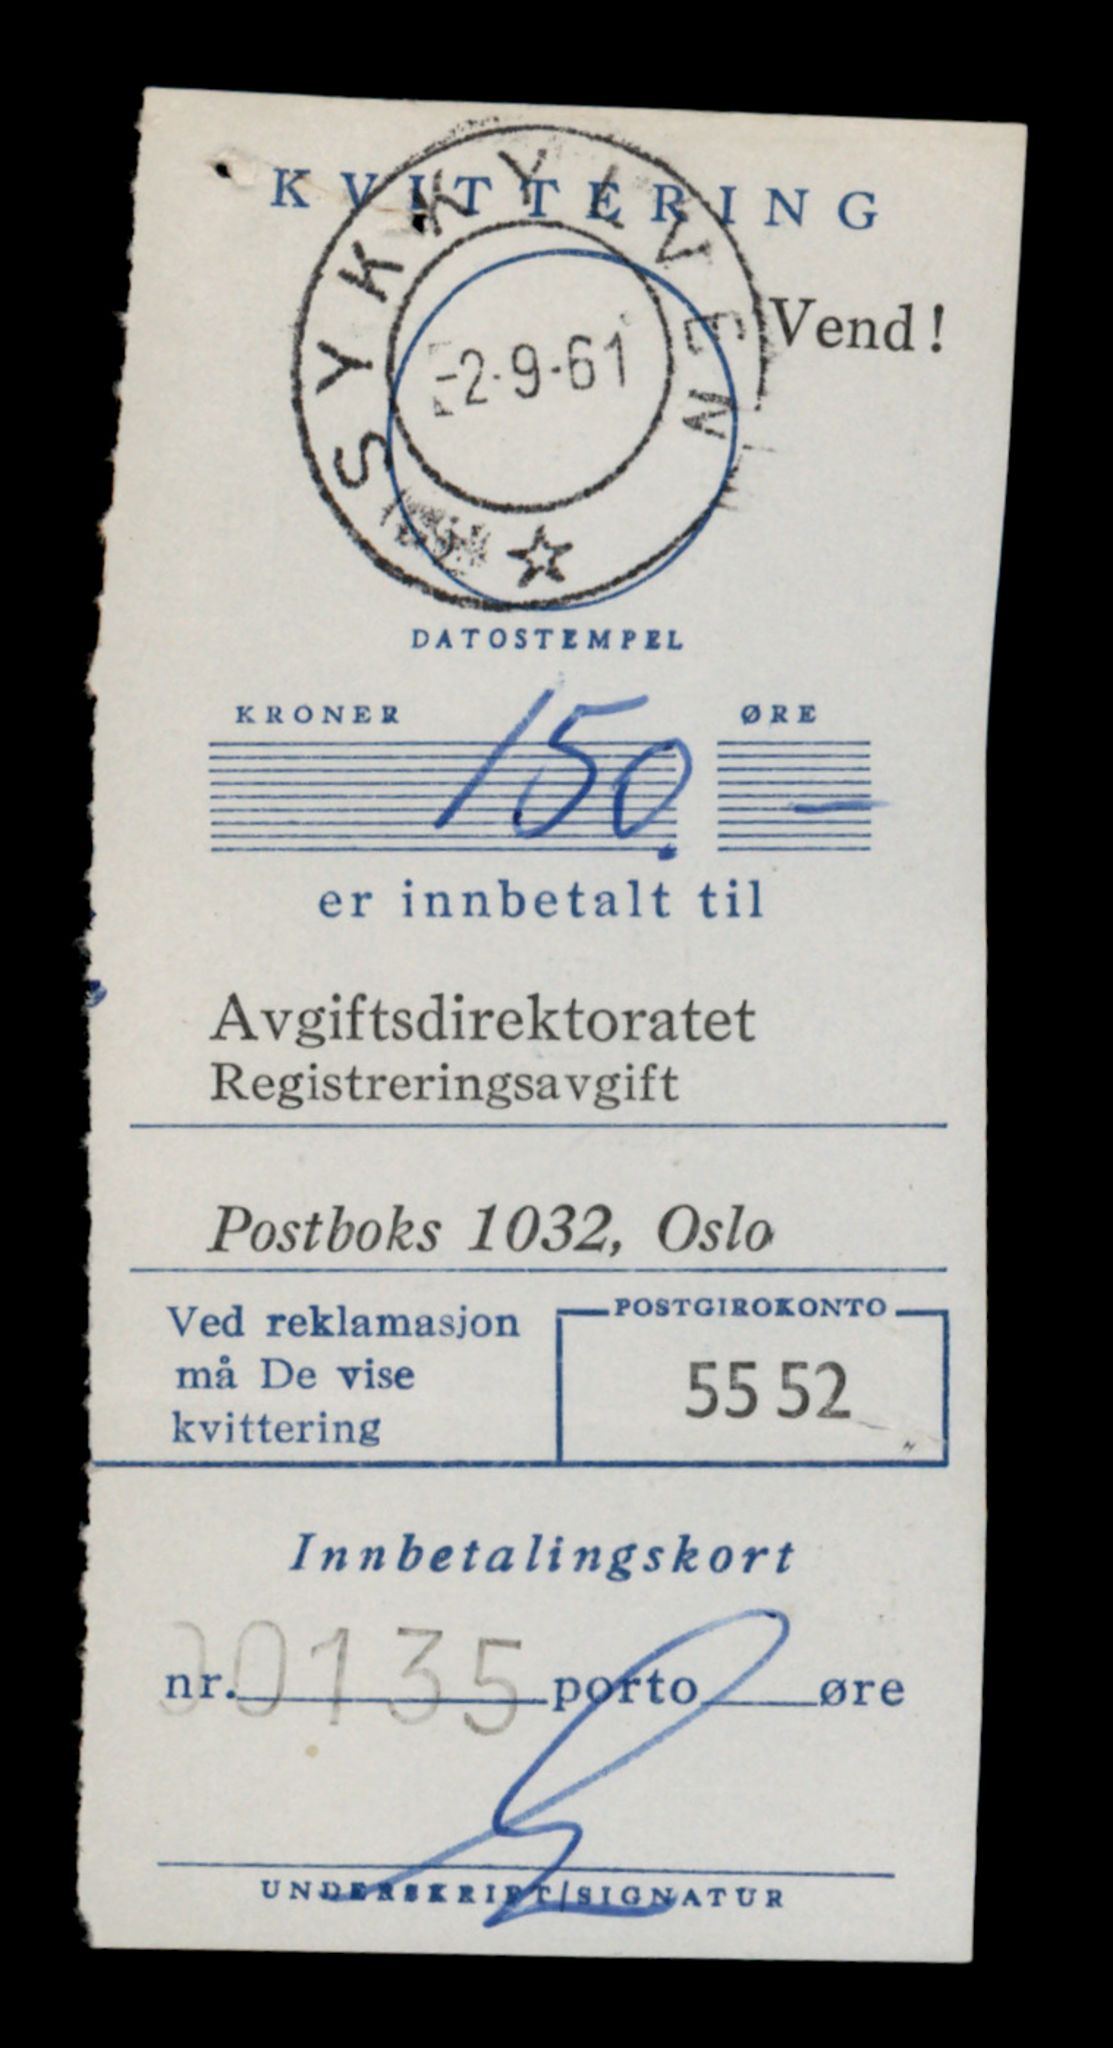 KVITTERING
SYKKYLVEN
-2.9.61
Vend!
DATOSTEMPEL
KRONER ØRE
150. —
er innbetalt til
Avgiftsdirektoratet
Registreringsavgift
Postboks 1032, Oslo
Ved reklamasjon
må De vise
kvittering
POSTGIROKONTO
55 52
Innbetalingskort
nr. 00135 porto øre
UNDERSKRIFT/SIGNATUR